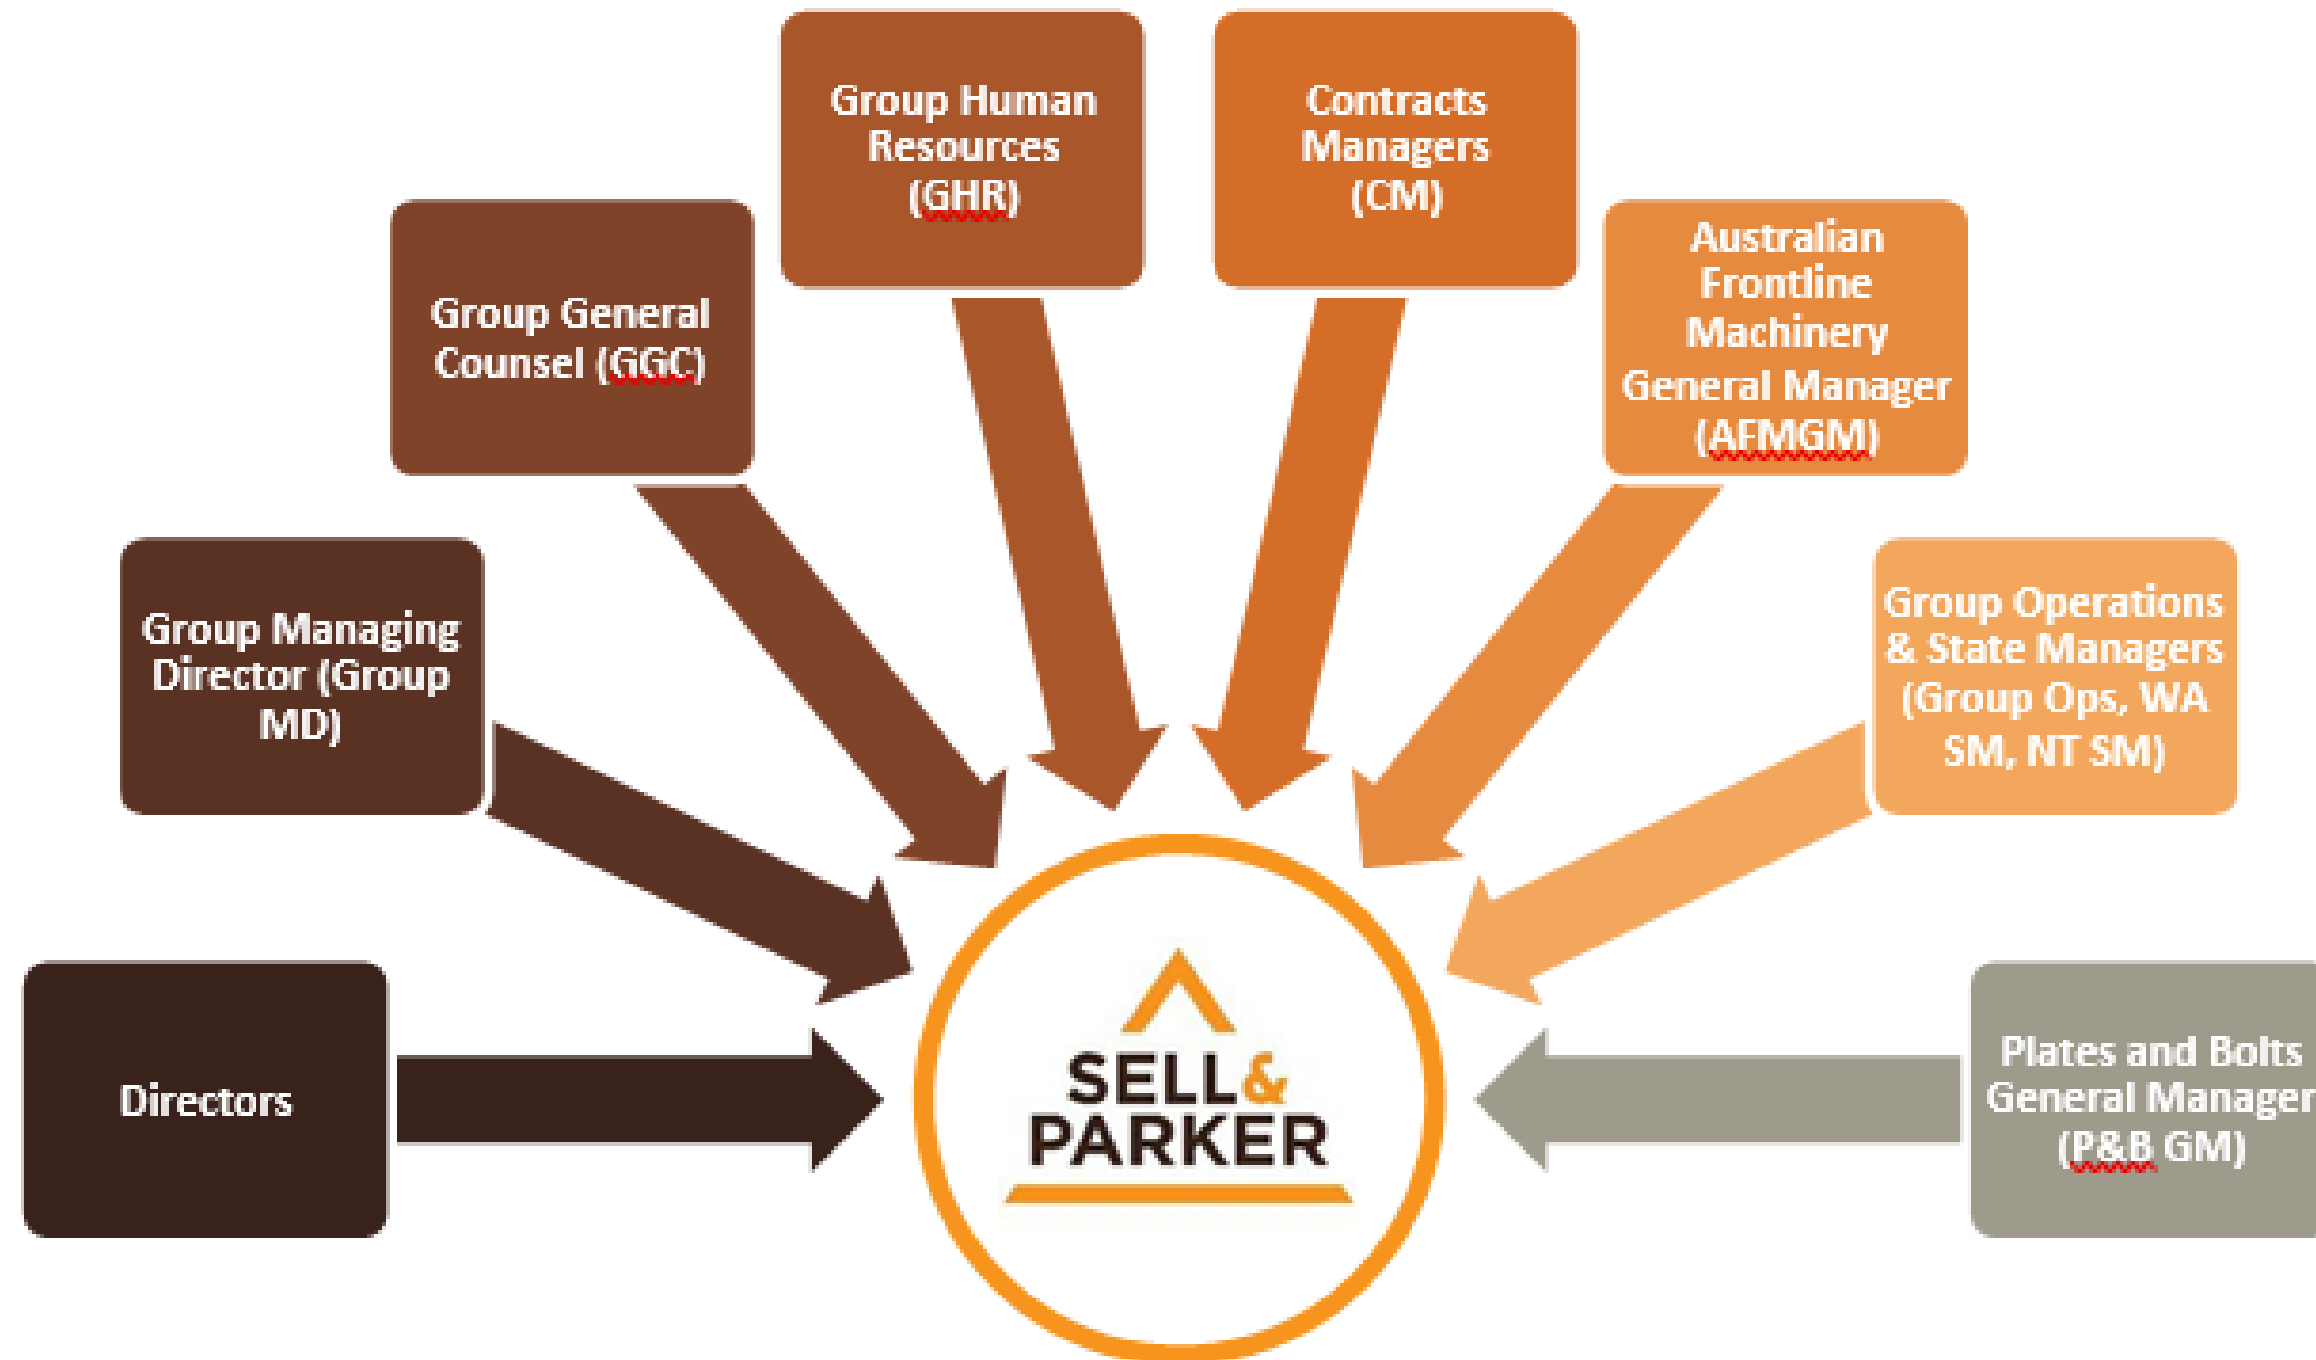 Directors
Group Managing
Director (Group
MD)
Group General
Counsel (GGC)
Group Human
Resources
(GHR)
Contracts
Managers
(CM)
Australian
Frontline
Machinery
General Manager
(AFMGM)
Group Operations
& State Managers
(Group Ops, WA
SM, NT SM)
Plates and Bolts
General Manager
(P&B GM)
SELL&
PARKER